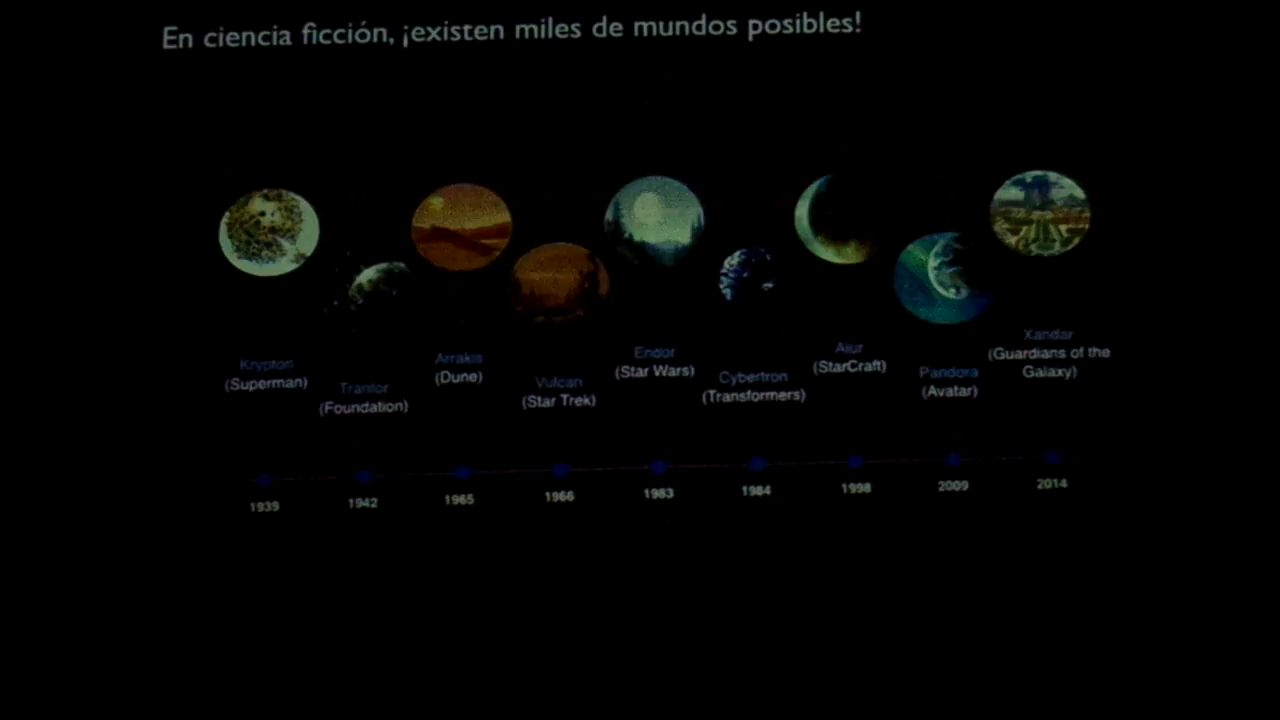 En ciencia ficción, ¡existen miles de mundos posibles!
Krypton
(Superman)
Trantor
(Foundation)
Arrakis
(Dune)
Vulcan
(Star Trek)
Endor
(Star Wars)
Cybertron
(Transformers)
Aiur
(StarCraft)
Pandora
(Avatar)
Xandar
(Guardians of the
Galaxy)
1939
1942
1965
1966
1983
1984
1998
2009
2014